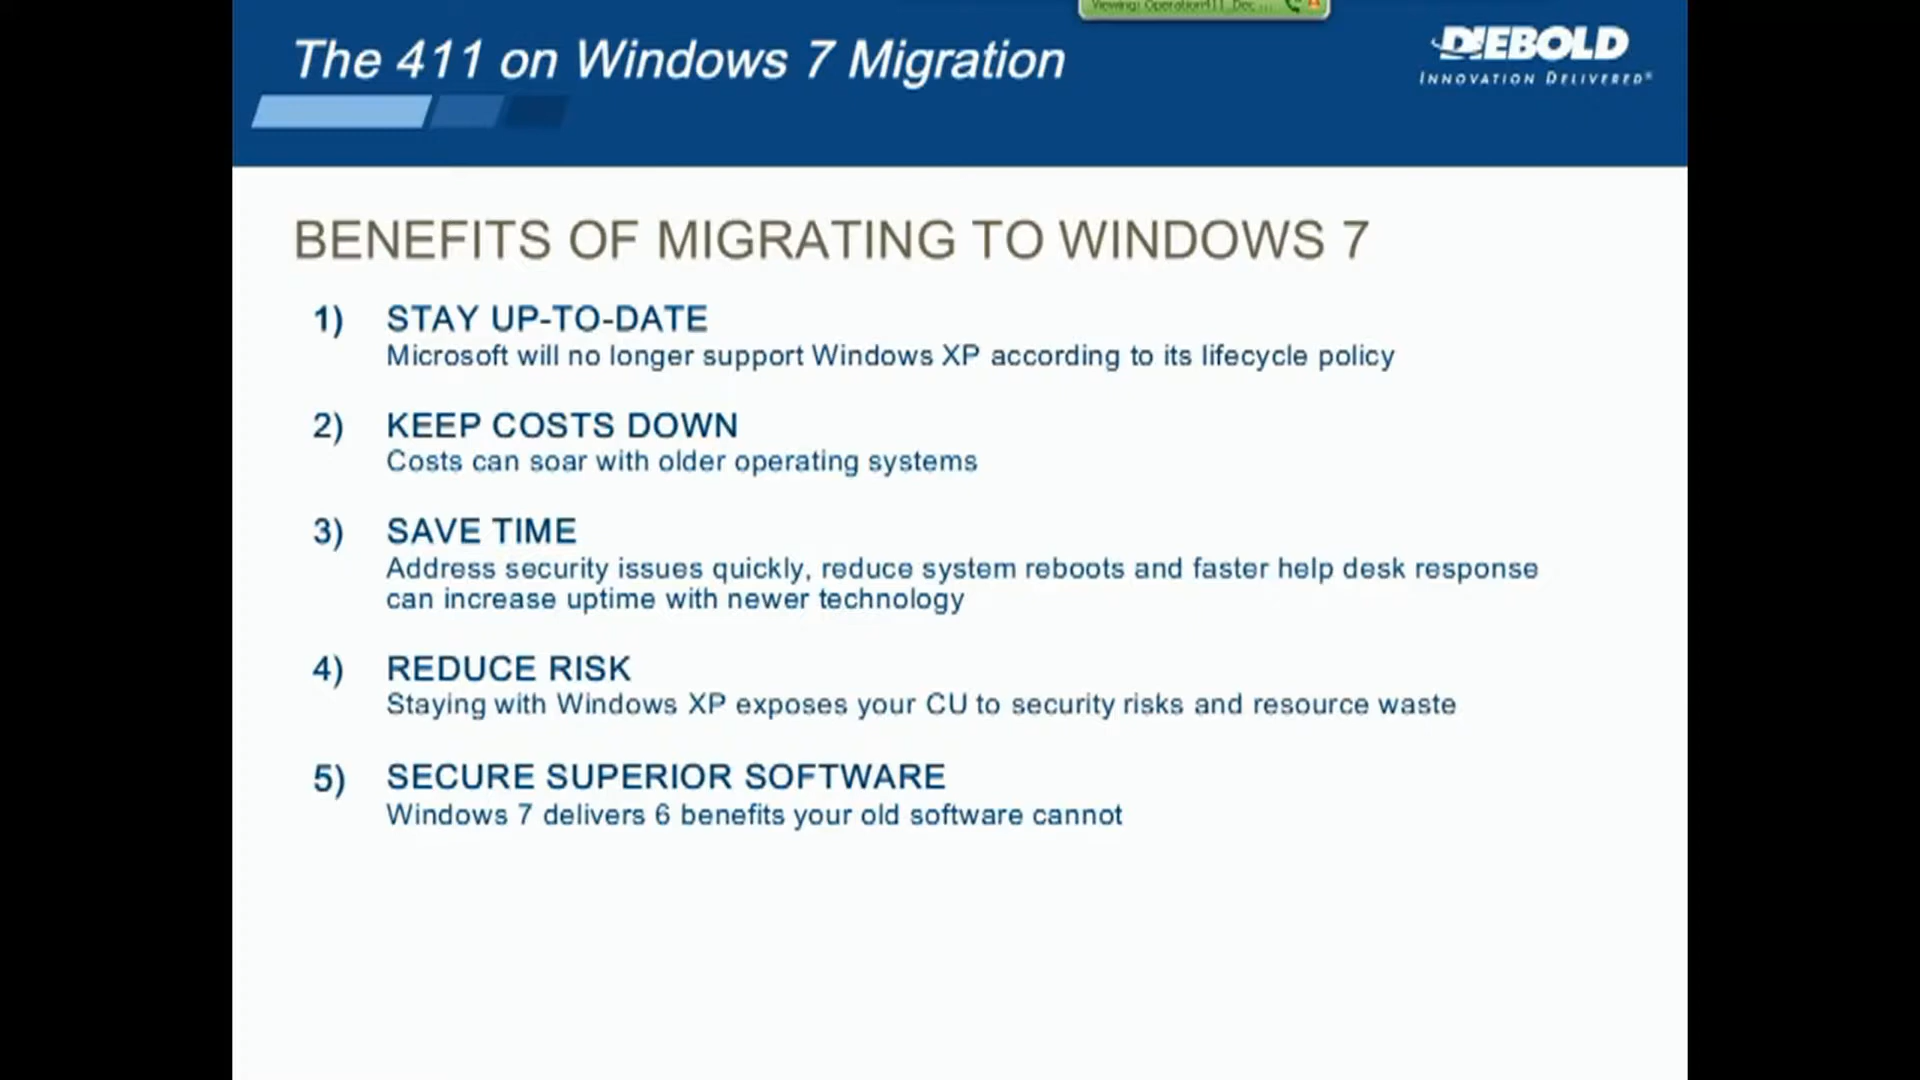 Viewing: Operation411_Dec ...
The 411 on Windows 7 Migration
DIEBOLD
INNOVATION DELIVERED®
BENEFITS OF MIGRATING TO WINDOWS 7
1) STAY UP-TO-DATE
Microsoft will no longer support Windows XP according to its lifecycle policy
2) KEEP COSTS DOWN
Costs can soar with older operating systems
3) SAVE TIME
Address security issues quickly, reduce system reboots and faster help desk response
can increase uptime with newer technology
4) REDUCE RISK
Staying with Windows XP exposes your CU to security risks and resource waste
5) SECURE SUPERIOR SOFTWARE
Windows 7 delivers 6 benefits your old software cannot